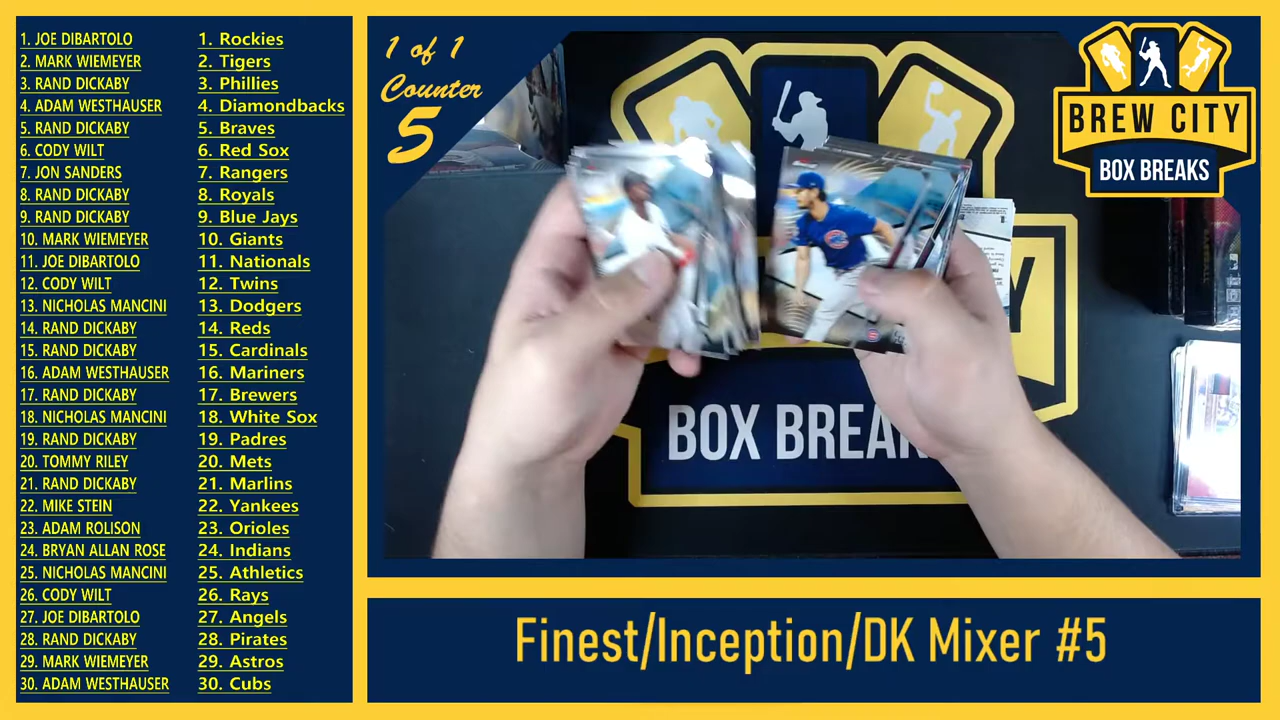 1. JOE DIBARTOLO 1. Rockies
2. MARK WIEMEYER 2. Tigers
3. RAND DICKABY 3. Phillies
4. ADAM WESTHAUSER 4. Diamondbacks
5. RAND DICKABY 5. Braves
6. CODY WILT 6. Red Sox
7. JON SANDERS 7. Rangers
8. RAND DICKABY 8. Royals
9. RAND DICKABY 9. Blue Jays
10. MARK WIEMEYER 10. Giants
11. JOE DIBARTOLO 11. Nationals
12. CODY WILT 12. Twins
13. NICHOLAS MANCINI 13. Dodgers
14. RAND DICKABY 14. Reds
15. RAND DICKABY 15. Cardinals
16. ADAM WESTHAUSER 16. Mariners
17. RAND DICKABY 17. Brewers
18. NICHOLAS MANCINI 18. White Sox
19. RAND DICKABY 19. Padres
20. TOMMY RILEY 20. Mets
21. RAND DICKABY 21. Marlins
22. MIKE STEIN 22. Yankees
23. ADAM ROLISON 23. Orioles
24. BRYAN ALLAN ROSE 24. Indians
25. NICHOLAS MANCINI 25. Athletics
26. CODY WILT 26. Rays
27. JOE DIBARTOLO 27. Angels
28. RAND DICKABY 28. Pirates
29. MARK WIEMEYER 29. Astros
30. ADAM WESTHAUSER 30. Cubs
1 of 1
Counter
5
BREW CITY
BOX BREAKS
BOX BREA
Finest/Inception/DK Mixer #5